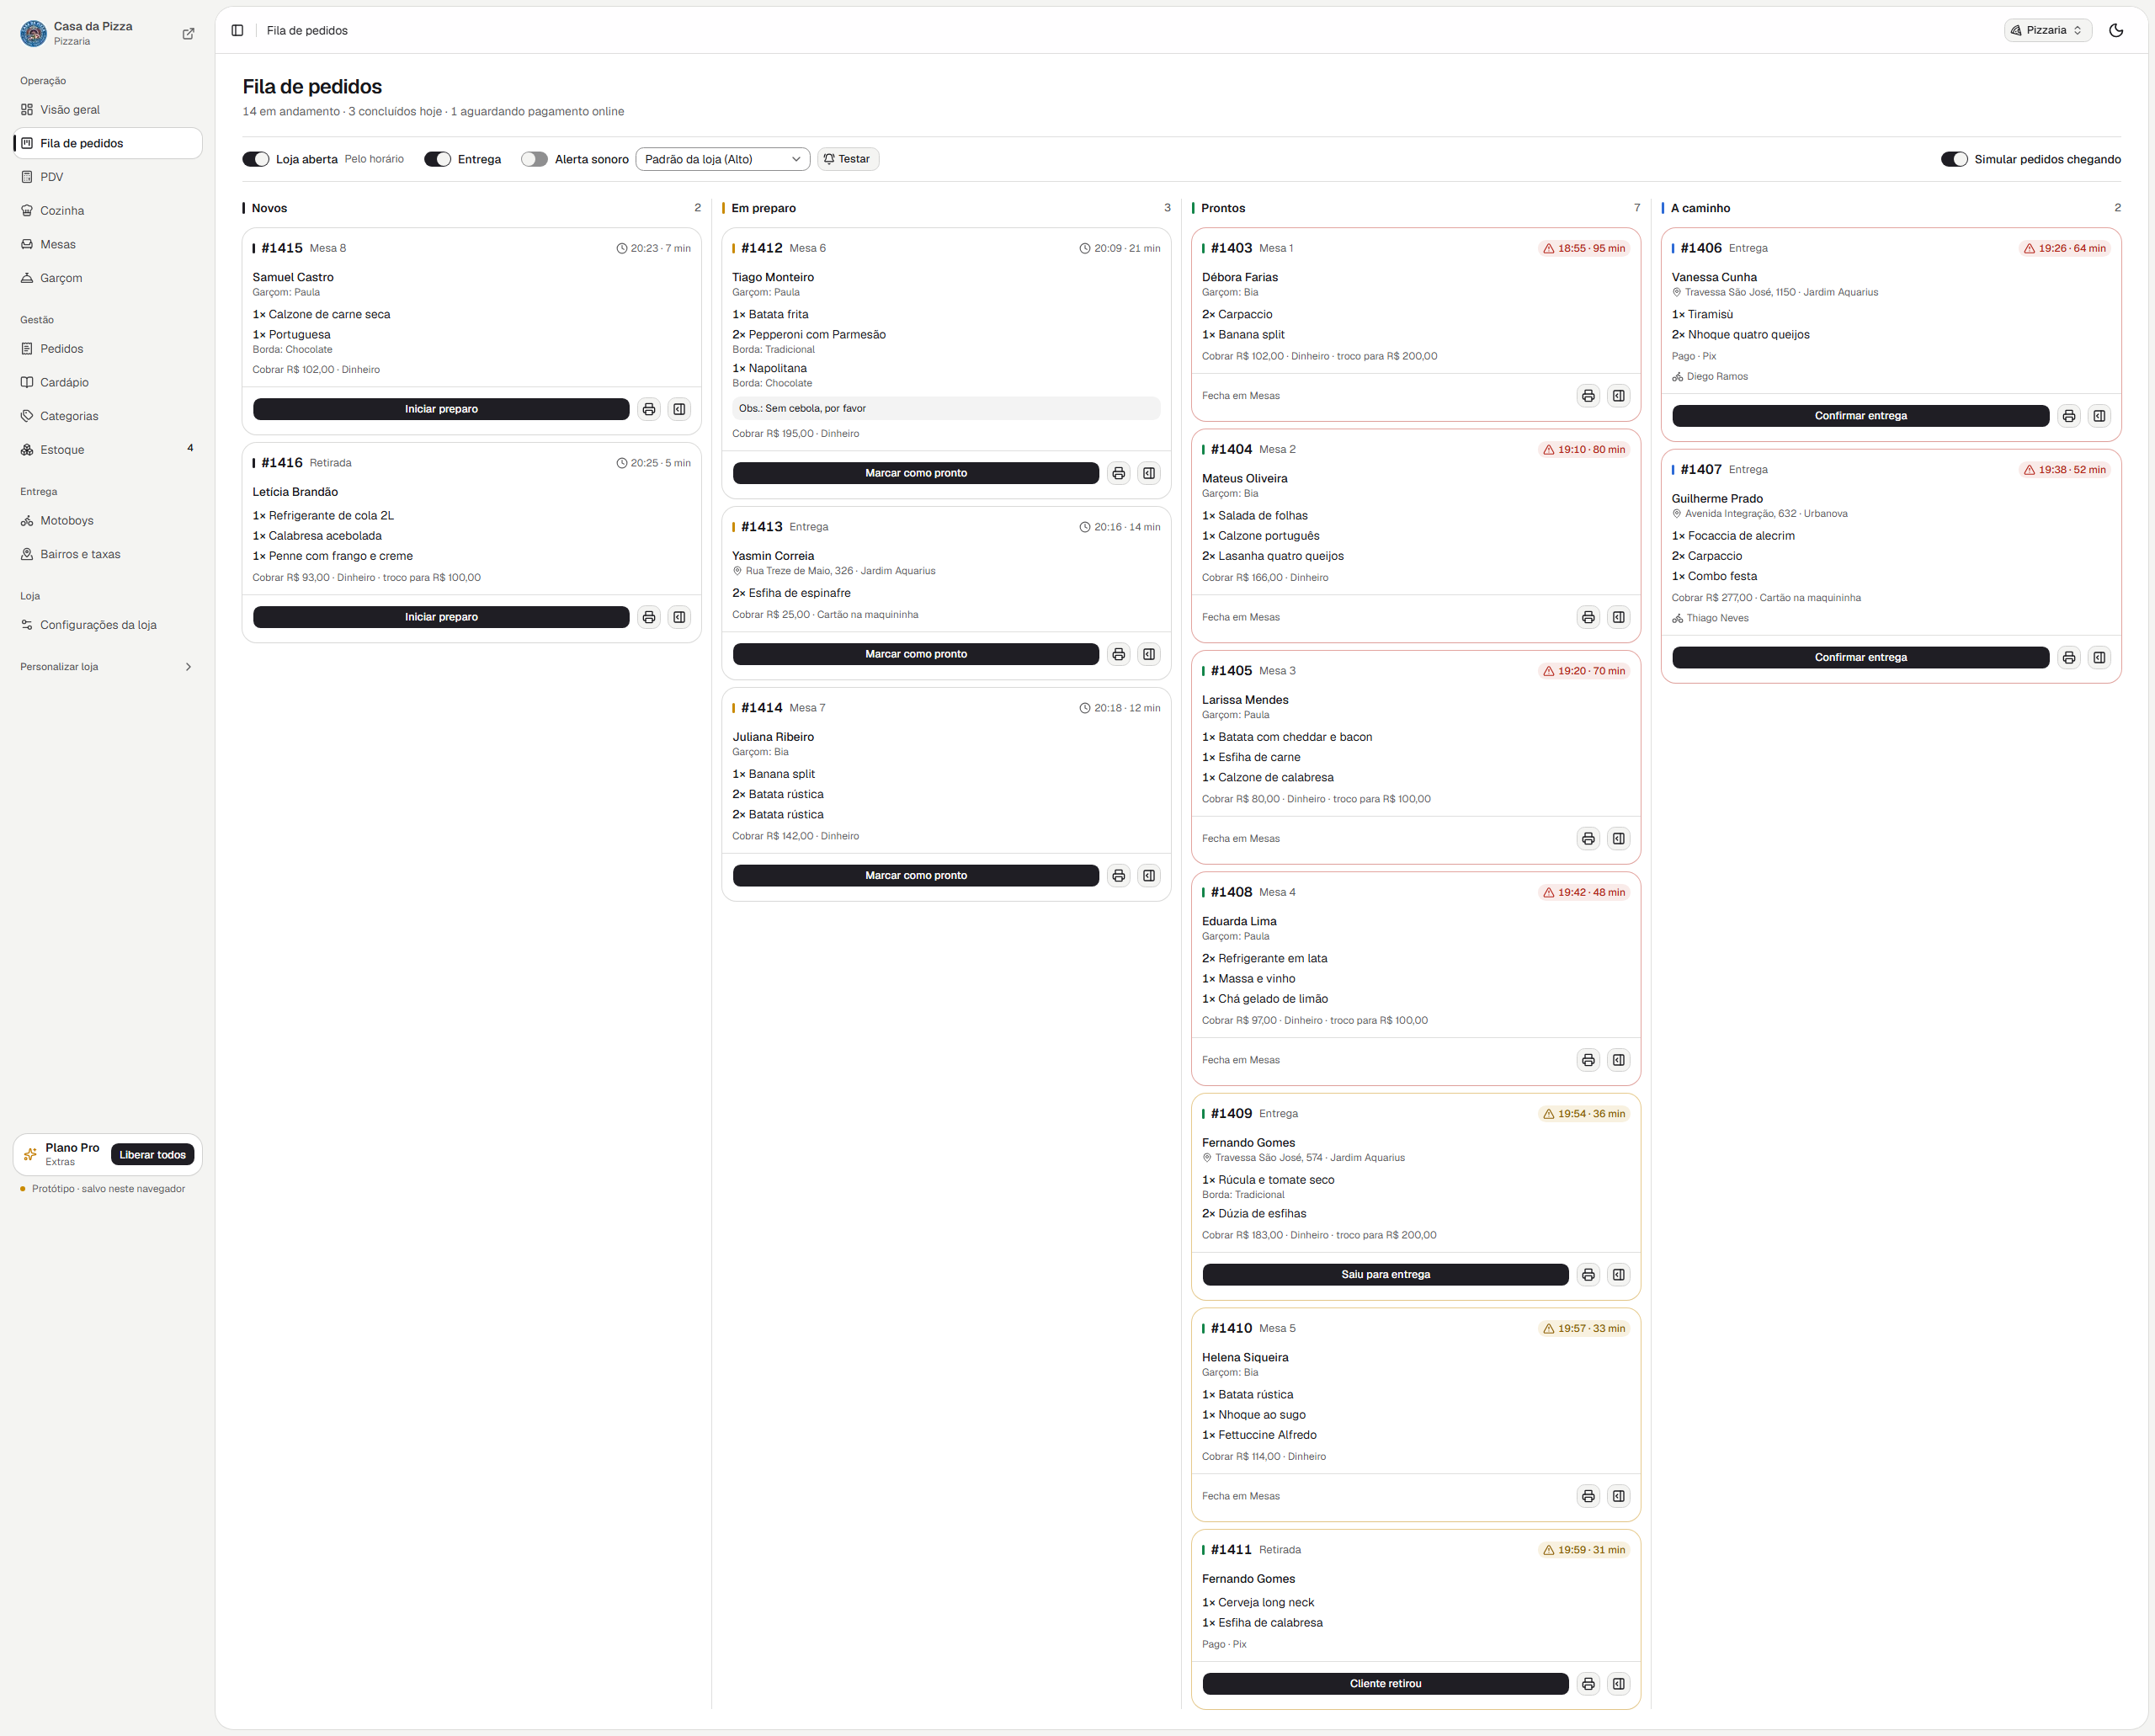 Casa da Pizza
Pizzaria
Operação
Visão geral
Fila de pedidos
PDV
Cozinha
Mesas
Garçom
Gestão
Pedidos
Cardápio
Categorias
Estoque 4
Entrega
Motoboys
Bairros e taxas
Loja
Configurações da loja
Personalizar loja
Plano Pro
Extras
Liberar todos
Protótipo · salvo neste navegador
Fila de pedidos
Pizzaria
Fila de pedidos
14 em andamento · 3 concluídos hoje · 1 aguardando pagamento online
Loja aberta Pelo horário Entrega Alerta sonoro Padrão da loja (Alto) Testar Simular pedidos chegando
Novos 2
#1415 Mesa 8 20:23 · 7 min
Samuel Castro
Garçom: Paula
1× Calzone de carne seca
1× Portuguesa
Borda: Chocolate
Cobrar R$ 102,00 · Dinheiro
Iniciar preparo
#1416 Retirada 20:25 · 5 min
Letícia Brandão
1× Refrigerante de cola 2L
1× Calabresa acebolada
1× Penne com frango e creme
Cobrar R$ 93,00 · Dinheiro · troco para R$ 100,00
Iniciar preparo
Em preparo 3
#1412 Mesa 6 20:09 · 21 min
Tiago Monteiro
Garçom: Paula
1× Batata frita
2× Pepperoni com Parmesão
Borda: Tradicional
1× Napolitana
Borda: Chocolate
Obs.: Sem cebola, por favor
Cobrar R$ 195,00 · Dinheiro
Marcar como pronto
#1413 Entrega 20:16 · 14 min
Yasmin Correia
Rua Treze de Maio, 326 · Jardim Aquarius
2× Esfiha de espinafre
Cobrar R$ 25,00 · Cartão na maquininha
Marcar como pronto
#1414 Mesa 7 20:18 · 12 min
Juliana Ribeiro
Garçom: Bia
1× Banana split
2× Batata rústica
2× Batata rústica
Cobrar R$ 142,00 · Dinheiro
Marcar como pronto
Prontos 7
#1403 Mesa 1 18:55 · 95 min
Débora Farias
Garçom: Bia
2× Carpaccio
1× Banana split
Cobrar R$ 102,00 · Dinheiro · troco para R$ 200,00
Fecha em Mesas
#1404 Mesa 2 19:10 · 80 min
Mateus Oliveira
Garçom: Bia
1× Salada de folhas
1× Calzone português
2× Lasanha quatro queijos
Cobrar R$ 166,00 · Dinheiro
Fecha em Mesas
#1405 Mesa 3 19:20 · 70 min
Larissa Mendes
Garçom: Paula
1× Batata com cheddar e bacon
1× Esfiha de carne
1× Calzone de calabresa
Cobrar R$ 80,00 · Dinheiro · troco para R$ 100,00
Fecha em Mesas
#1408 Mesa 4 19:42 · 48 min
Eduarda Lima
Garçom: Paula
2× Refrigerante em lata
1× Massa e vinho
1× Chá gelado de limão
Cobrar R$ 97,00 · Dinheiro · troco para R$ 100,00
Fecha em Mesas
#1409 Entrega 19:54 · 36 min
Fernando Gomes
Travessa São José, 574 · Jardim Aquarius
1× Rúcula e tomate seco
Borda: Tradicional
2× Dúzia de esfihas
Cobrar R$ 183,00 · Dinheiro · troco para R$ 200,00
Saiu para entrega
#1410 Mesa 5 19:57 · 33 min
Helena Siqueira
Garçom: Bia
1× Batata rústica
1× Nhoque ao sugo
1× Fettuccine Alfredo
Cobrar R$ 114,00 · Dinheiro
Fecha em Mesas
#1411 Retirada 19:59 · 31 min
Fernando Gomes
1× Cerveja long neck
1× Esfiha de calabresa
Pago · Pix
Cliente retirou
A caminho 2
#1406 Entrega 19:26 · 64 min
Vanessa Cunha
Travessa São José, 1150 · Jardim Aquarius
1× Tiramisù
2× Nhoque quatro queijos
Pago · Pix
Diego Ramos
Confirmar entrega
#1407 Entrega 19:38 · 52 min
Guilherme Prado
Avenida Integração, 632 · Urbanova
1× Focaccia de alecrim
2× Carpaccio
1× Combo festa
Cobrar R$ 277,00 · Cartão na maquininha
Thiago Neves
Confirmar entrega